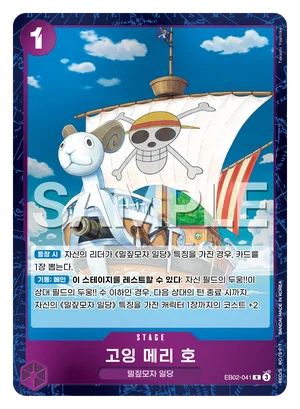 1
SAMPLE
등장 시 자신의 리더가 《밀짚모자 일당》 특징을 가진 경우, 카드를
1장 뽑는다.
기동: 메인 이 스테이지를 레스트할 수 있다: 자신 필드의 두웅!!이
상대 필드의 두웅!! 수 이하인 경우, 다음 상대의 턴 종료 시까지,
자신의 《밀짚모자 일당》 특징을 가진 캐릭터 1장까지의 코스트 +2.
STAGE
고잉 메리 호
밀짚모자 일당
EB02-041 R 3